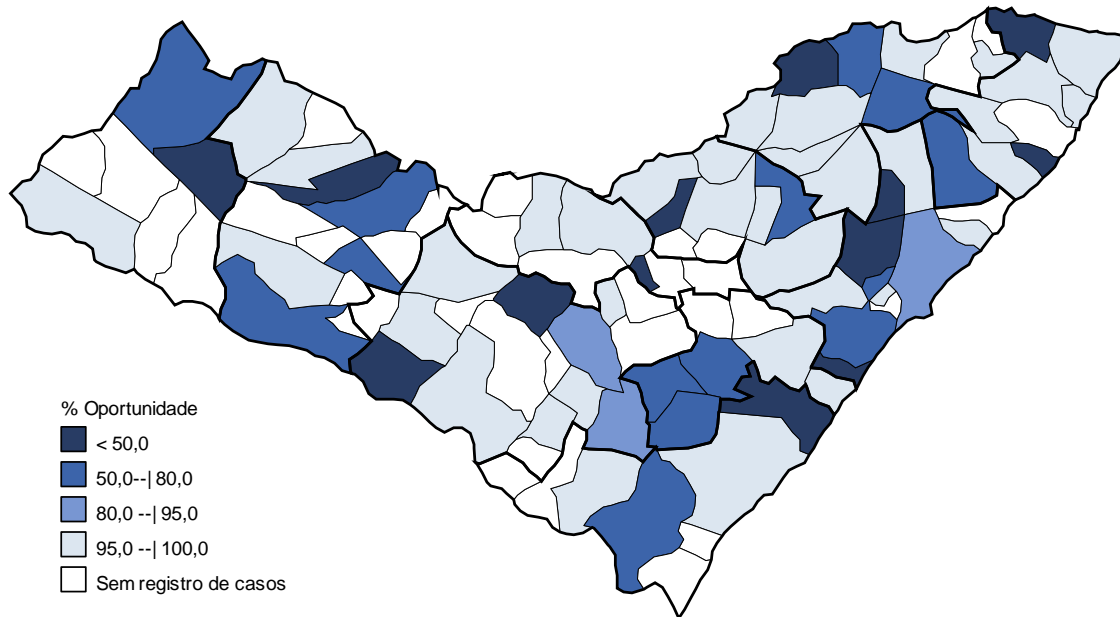 % Oportunidade
< 50,0
50,0--| 80,0
80,0 --| 95,0
95,0 --| 100,0
Sem registro de casos